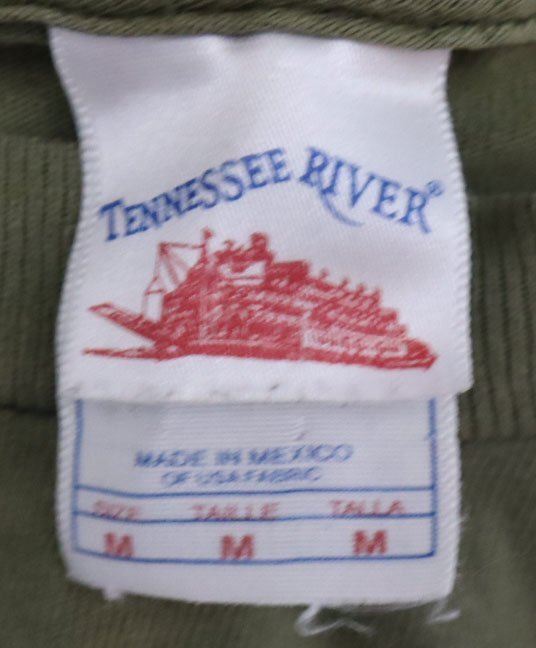 TENNESSEE RIVER®
MADE IN MEXICO
OF USA FABRIC
SIZE TAILLE TALLA
M M M